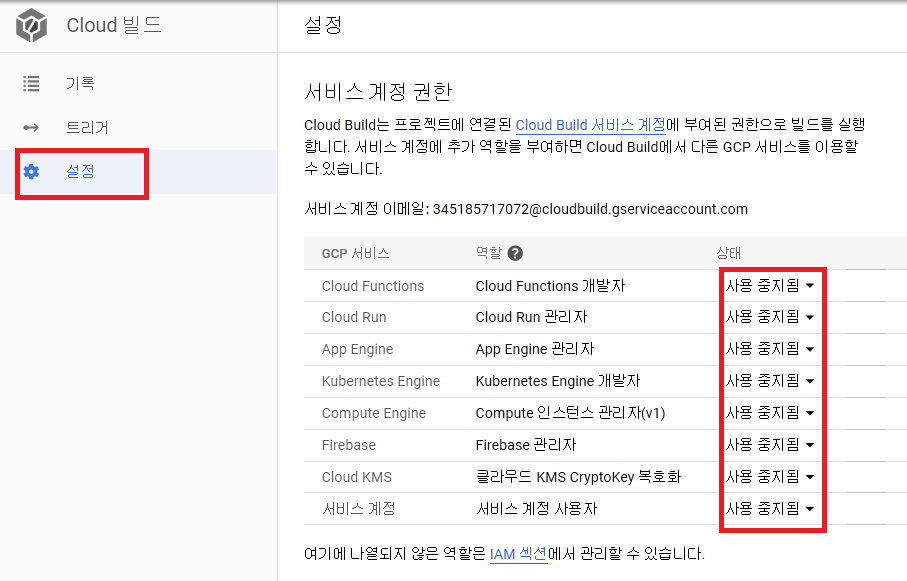 Cloud 빌드
설정
기록
트리거
설정
서비스 계정 권한
Cloud Build는 프로젝트에 연결된 Cloud Build 서비스 계정에 부여된 권한으로 빌드를 실행
합니다. 서비스 계정에 추가 역할을 부여하면 Cloud Build에서 다른 GCP 서비스를 이용할
수 있습니다.
서비스 계정 이메일: 345185717072@cloudbuild.gserviceaccount.com
GCP 서비스 역할 상태
Cloud Functions Cloud Functions 개발자 사용 중지됨
Cloud Run Cloud Run 관리자 사용 중지됨
App Engine App Engine 관리자 사용 중지됨
Kubernetes Engine Kubernetes Engine 개발자 사용 중지됨
Compute Engine Compute 인스턴스 관리자(v1) 사용 중지됨
Firebase Firebase 관리자 사용 중지됨
Cloud KMS 클라우드 KMS CryptoKey 복호화 사용 중지됨
서비스 계정 서비스 계정 사용자 사용 중지됨
여기에 나열되지 않은 역할은 IAM 섹션에서 관리할 수 있습니다.